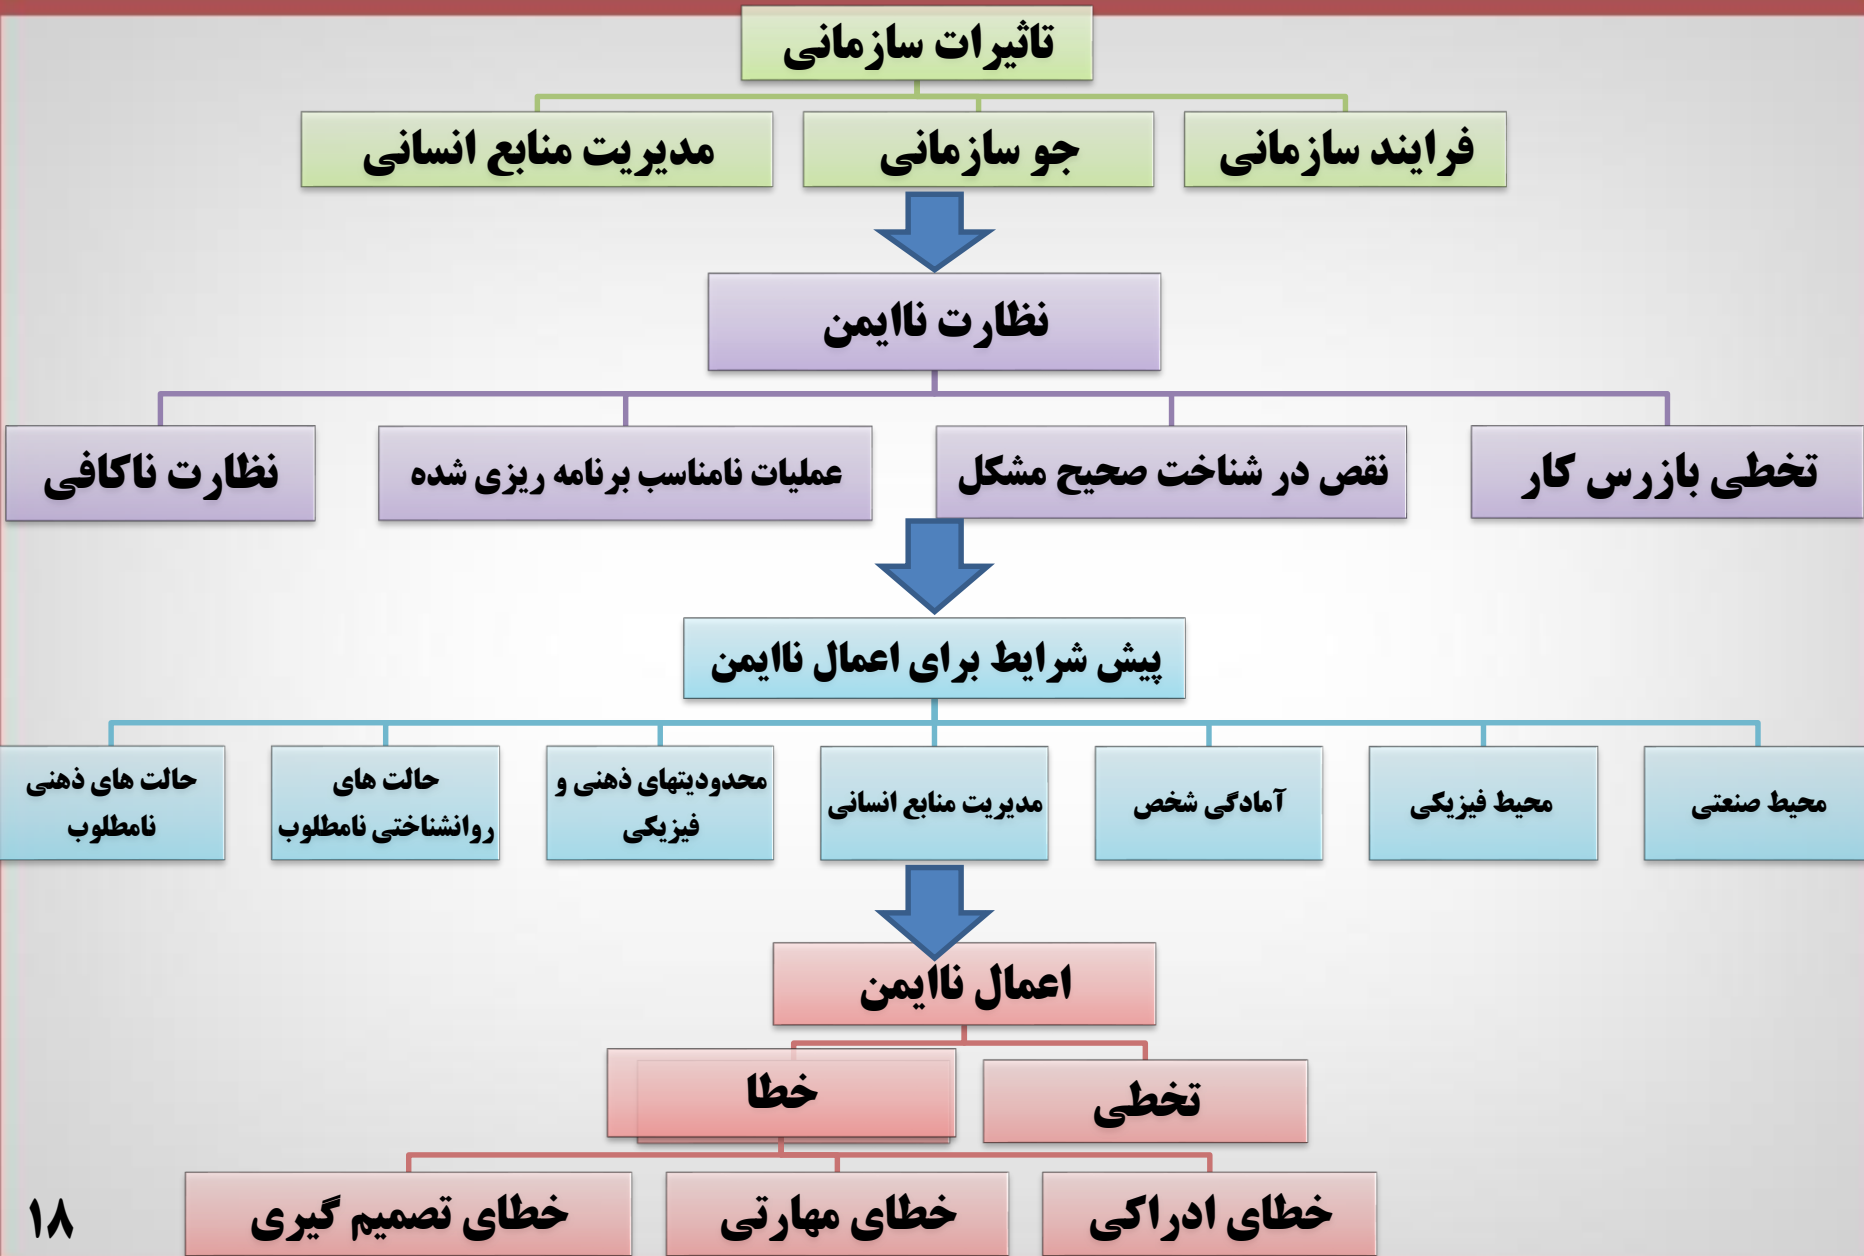 تاثیرات سازمانی
فرایند سازمانی
جو سازمانی
مدیریت منابع انسانی
نظارت ناایمن
تخطی بازرس کار
نقص در شناخت صحیح مشکل
عملیات نامناسب برنامه ریزی شده
نظارت ناکافی
پیش شرایط برای اعمال ناایمن
محیط صنعتی
محیط فیزیکی
آمادگی شخص
مدیریت منابع انسانی
محدودیتهای ذهنی و
فیزیکی
حالت های
روانشناختی نامطلوب
حالت های ذهنی
نامطلوب
اعمال ناایمن
تخطی
خطا
خطای ادراکی
خطای مهارتی
خطای تصمیم گیری
۱۸